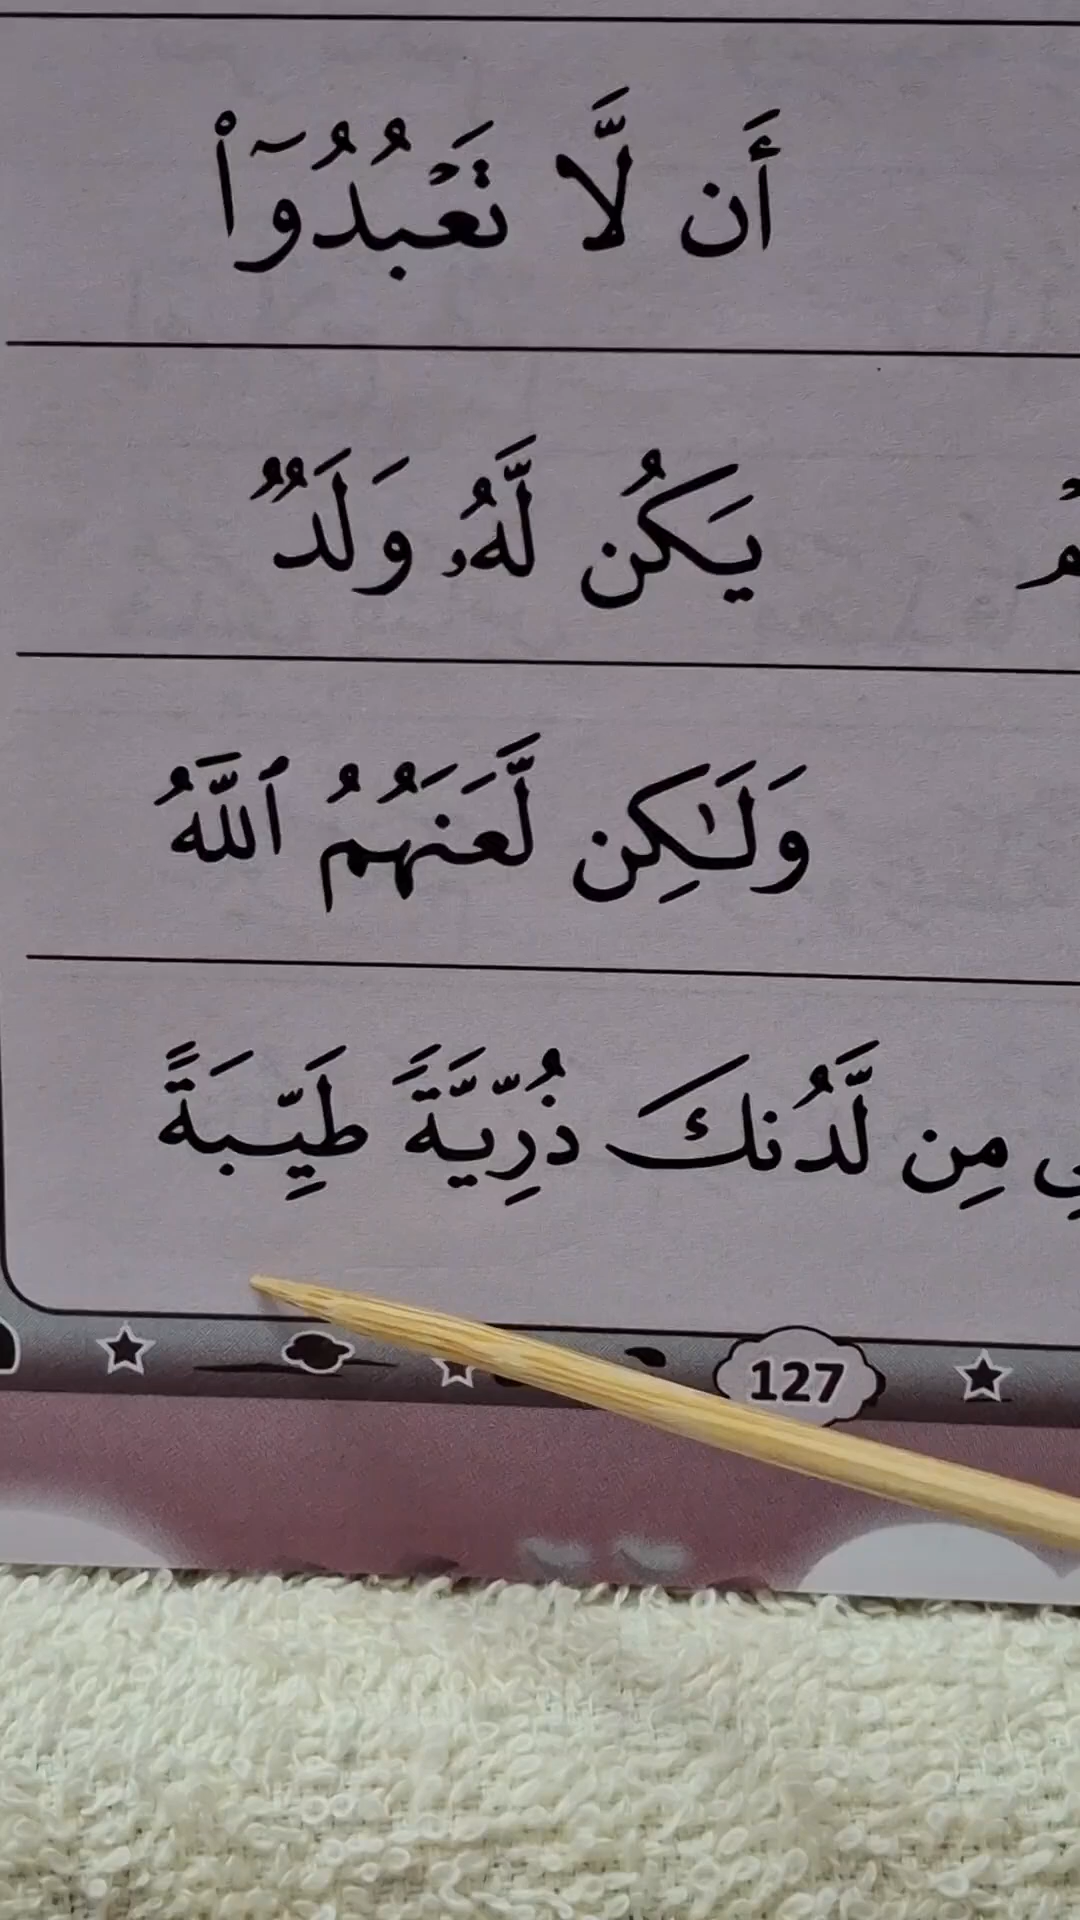 أَن لَّا تَعۡبُدُوٓاْ
يَكُن لَّهُۥ وَلَدٌ
وَلَٰكِن لَّعَنَهُمُ ٱللَّهُ
مِن لَّدُنكَ ذُرِّيَّةً طَيِّبَةً
127